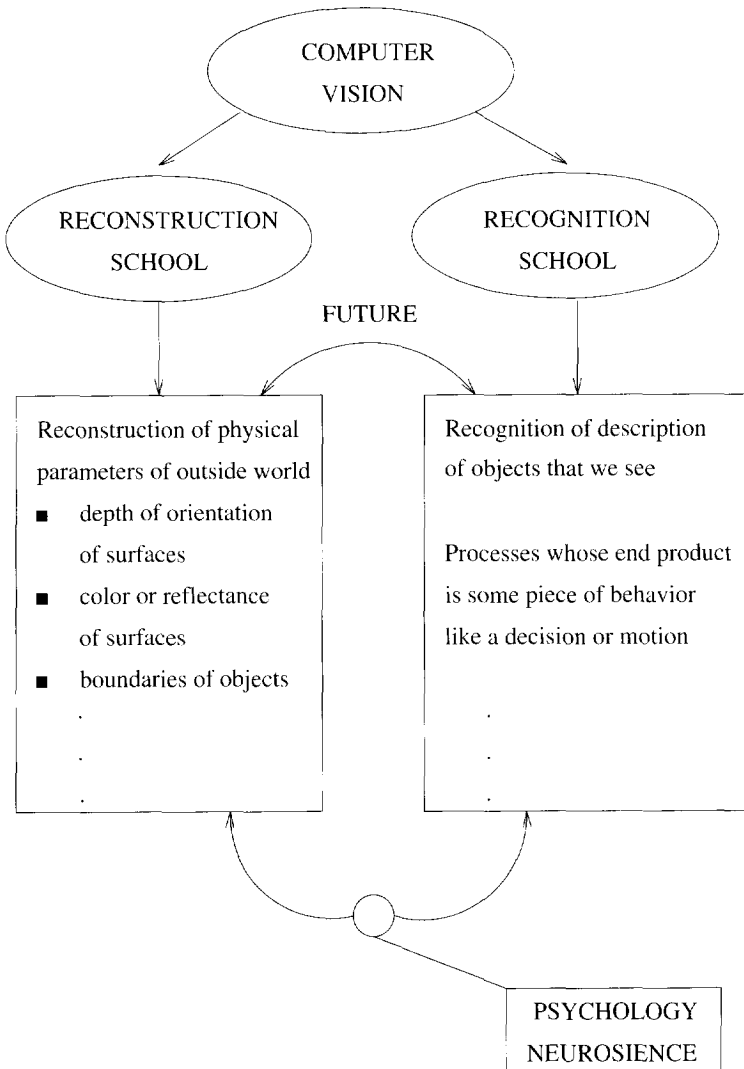 COMPUTER
VISION
RECONSTRUCTION
SCHOOL
RECOGNITION
SCHOOL
FUTURE
Reconstruction of physical
parameters of outside world
■ depth of orientation
of surfaces
■ color or reflectance
of surfaces
■ boundaries of objects
.
.
.
Recognition of description
of objects that we see
Processes whose end product
is some piece of behavior
like a decision or motion
.
.
.
PSYCHOLOGY
NEUROSIENCE